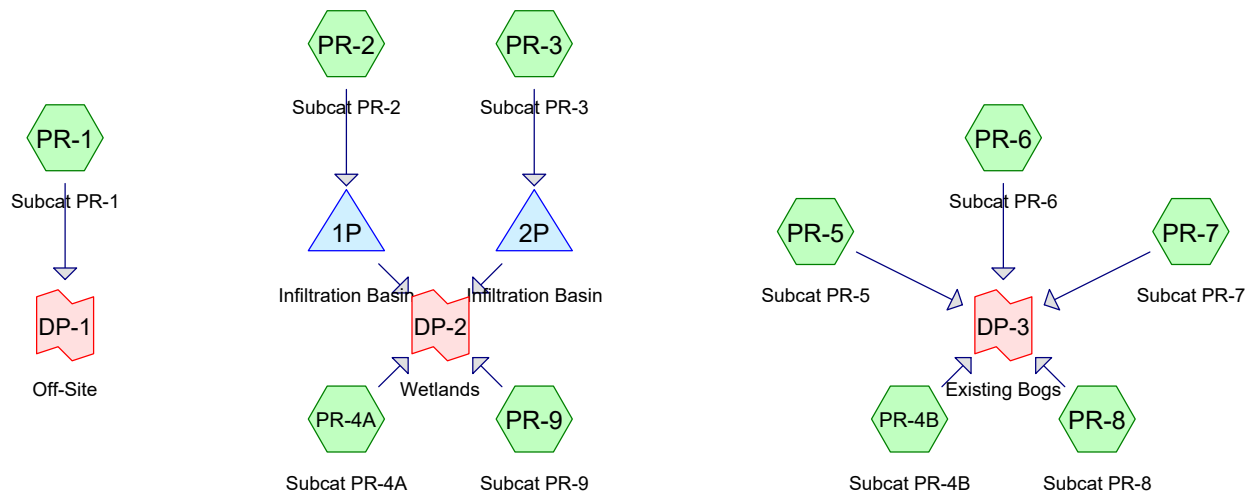 PR-1
Subcat PR-1
DP-1
Off-Site
PR-2
Subcat PR-2
PR-3
Subcat PR-3
1P
Infiltration Basin
2P
Infiltration Basin
DP-2
Wetlands
PR-4A
Subcat PR-4A
PR-9
Subcat PR-9
PR-6
Subcat PR-6
PR-5
Subcat PR-5
PR-7
Subcat PR-7
DP-3
Existing Bogs
PR-4B
Subcat PR-4B
PR-8
Subcat PR-8